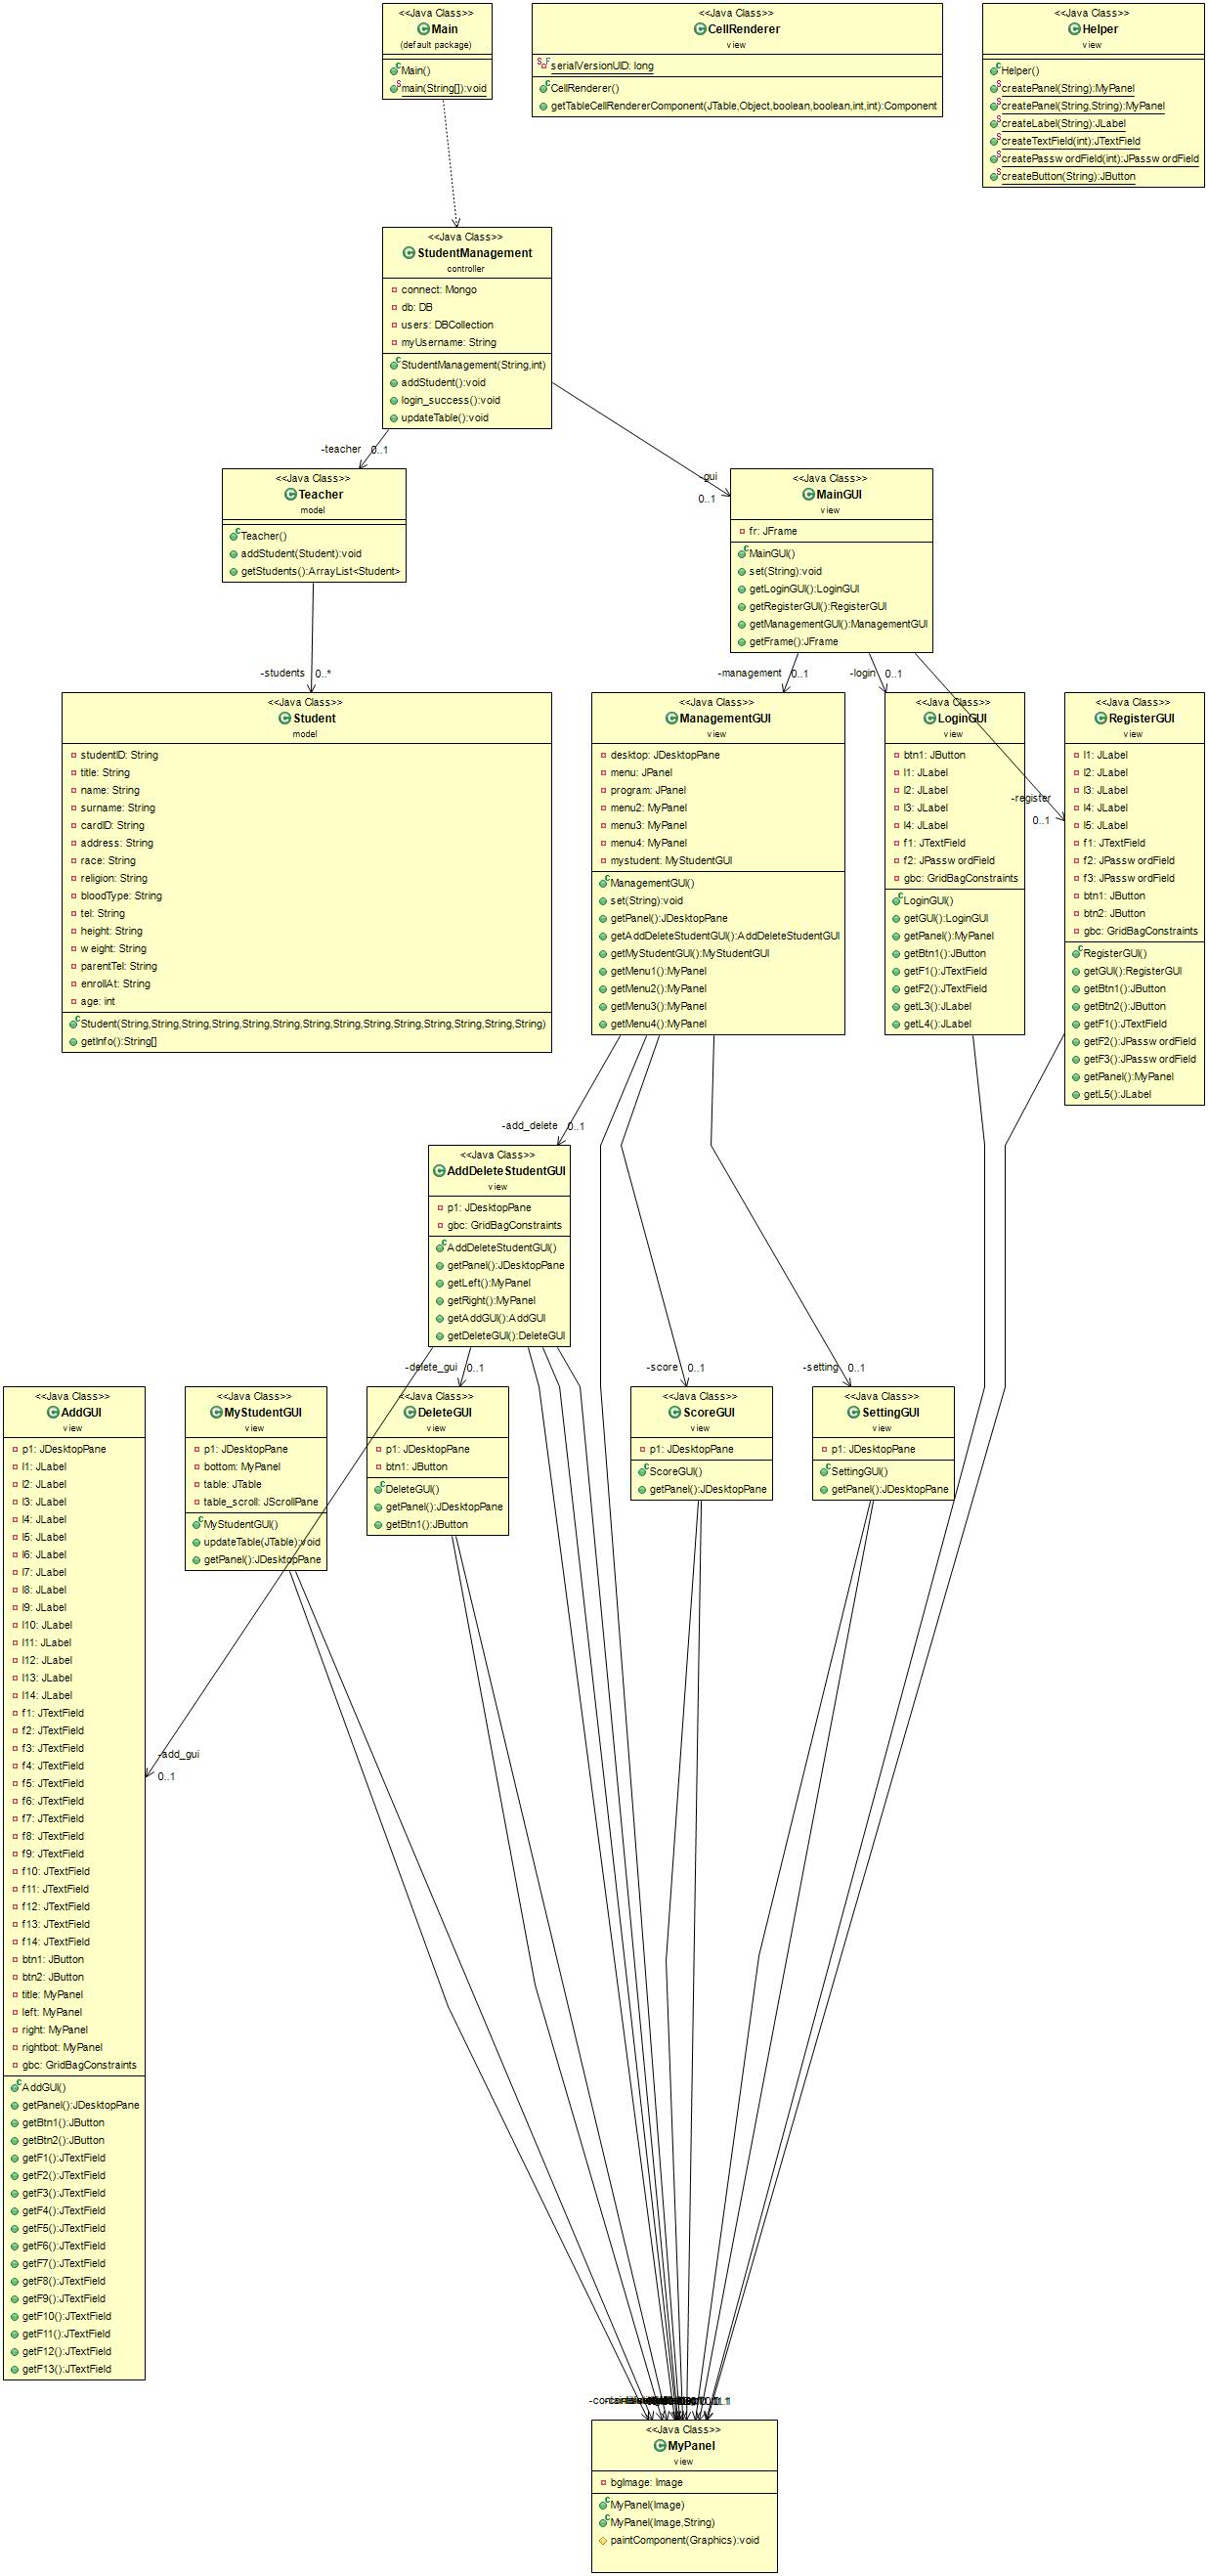 <<Java Class>>
Main
(default package)
Main()
main(String[]):void
<<Java Class>>
CellRenderer
view
serialVersionUID: long
CellRenderer()
getTableCellRendererComponent(JTable,Object,boolean,boolean,int,int):Component
<<Java Class>>
Helper
view
Helper()
createPanel(String):MyPanel
createPanel(String,String):MyPanel
createLabel(String):JLabel
createTextField(int):JTextField
createPasswordField(int):JPasswordField
createButton(String):JButton
<<Java Class>>
StudentManagement
controller
connect: Mongo
db: DB
users: DBCollection
myUsername: String
StudentManagement(String,int)
addStudent():void
login_success():void
updateTable():void
-teacher 0..1
-gui
0..1
<<Java Class>>
Teacher
model
Teacher()
addStudent(Student):void
getStudents():ArrayList<Student>
<<Java Class>>
MainGUI
view
fr: JFrame
MainGUI()
set(String):void
getLoginGUI():LoginGUI
getRegisterGUI():RegisterGUI
getManagementGUI():ManagementGUI
getFrame():JFrame
-students 0..*
-management 0..1
-login 0..1
-register
0..1
<<Java Class>>
Student
model
studentID: String
title: String
name: String
surname: String
cardID: String
address: String
race: String
religion: String
bloodType: String
tel: String
height: String
weight: String
parentTel: String
enrollAt: String
age: int
Student(String,String,String,String,String,String,String,String,String,String,String,String,String,String)
getInfo():String[]
<<Java Class>>
ManagementGUI
view
desktop: JDesktopPane
menu: JPanel
program: JPanel
menu2: MyPanel
menu3: MyPanel
menu4: MyPanel
mystudent: MyStudentGUI
ManagementGUI()
set(String):void
getPanel():JDesktopPane
getAddDeleteStudentGUI():AddDeleteStudentGUI
getMyStudentGUI():MyStudentGUI
getMenu1():MyPanel
getMenu2():MyPanel
getMenu3():MyPanel
getMenu4():MyPanel
<<Java Class>>
LoginGUI
view
btn1: JButton
l1: JLabel
l2: JLabel
l3: JLabel
l4: JLabel
f1: JTextField
f2: JPasswordField
gbc: GridBagConstraints
LoginGUI()
getGUI():LoginGUI
getPanel():MyPanel
getBtn1():JButton
getF1():JTextField
getF2():JTextField
getL3():JLabel
getL4():JLabel
<<Java Class>>
RegisterGUI
view
l1: JLabel
l2: JLabel
l3: JLabel
l4: JLabel
l5: JLabel
f1: JTextField
f2: JPasswordField
f3: JPasswordField
btn1: JButton
btn2: JButton
gbc: GridBagConstraints
RegisterGUI()
getGUI():RegisterGUI
getBtn1():JButton
getBtn2():JButton
getF1():JTextField
getF2():JPasswordField
getF3():JPasswordField
getPanel():MyPanel
getL5():JLabel
-add_delete 0..1
<<Java Class>>
AddDeleteStudentGUI
view
p1: JDesktopPane
gbc: GridBagConstraints
AddDeleteStudentGUI()
getPanel():JDesktopPane
getLeft():MyPanel
getRight():MyPanel
getAddGUI():AddGUI
getDeleteGUI():DeleteGUI
-delete_gui 0..1
-score 0..1
-setting 0..1
<<Java Class>>
AddGUI
view
p1: JDesktopPane
l1: JLabel
l2: JLabel
l3: JLabel
l4: JLabel
l5: JLabel
l6: JLabel
l7: JLabel
l8: JLabel
l9: JLabel
l10: JLabel
l11: JLabel
l12: JLabel
l13: JLabel
l14: JLabel
f1: JTextField
f2: JTextField
f3: JTextField
f4: JTextField
f5: JTextField
f6: JTextField
f7: JTextField
f8: JTextField
f9: JTextField
f10: JTextField
f11: JTextField
f12: JTextField
f13: JTextField
f14: JTextField
btn1: JButton
btn2: JButton
title: MyPanel
left: MyPanel
right: MyPanel
rightbot: MyPanel
gbc: GridBagConstraints
AddGUI()
getPanel():JDesktopPane
getBtn1():JButton
getBtn2():JButton
getF1():JTextField
getF2():JTextField
getF3():JTextField
getF4():JTextField
getF5():JTextField
getF6():JTextField
getF7():JTextField
getF8():JTextField
getF9():JTextField
getF10():JTextField
getF11():JTextField
getF12():JTextField
getF13():JTextField
<<Java Class>>
MyStudentGUI
view
p1: JDesktopPane
bottom: MyPanel
table: JTable
table_scroll: JScrollPane
MyStudentGUI()
updateTable(JTable):void
getPanel():JDesktopPane
<<Java Class>>
DeleteGUI
view
p1: JDesktopPane
btn1: JButton
DeleteGUI()
getPanel():JDesktopPane
getBtn1():JButton
<<Java Class>>
ScoreGUI
view
p1: JDesktopPane
ScoreGUI()
getPanel():JDesktopPane
<<Java Class>>
SettingGUI
view
p1: JDesktopPane
SettingGUI()
getPanel():JDesktopPane
-add_gui
0..1
<<Java Class>>
MyPanel
view
bgImage: Image
MyPanel(Image)
MyPanel(Image,String)
paintComponent(Graphics):void